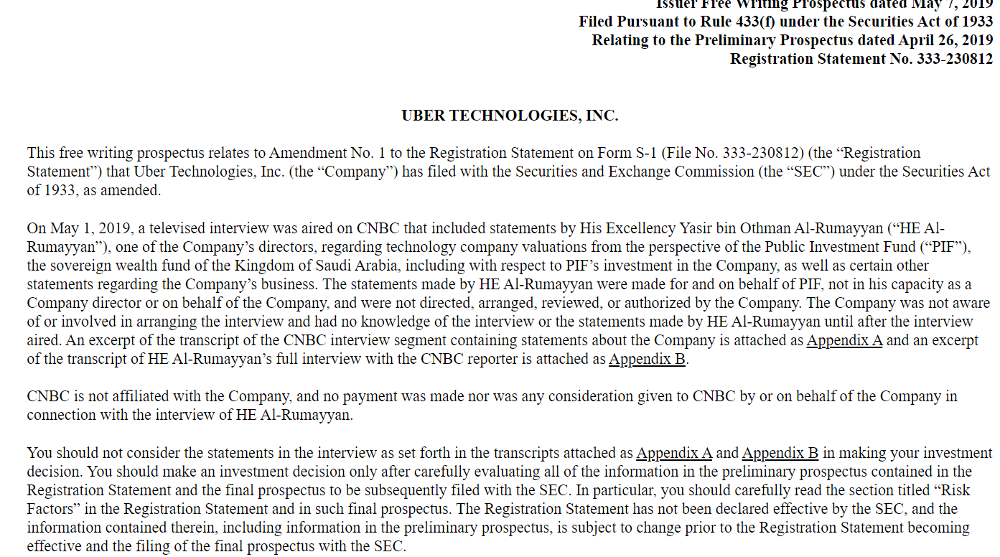 Issuer Free Writing Prospectus dated May 7, 2019
Filed Pursuant to Rule 433(f) under the Securities Act of 1933
Relating to the Preliminary Prospectus dated April 26, 2019
Registration Statement No. 333-230812
UBER TECHNOLOGIES, INC.
This free writing prospectus relates to Amendment No. 1 to the Registration Statement on Form S-1 (File No. 333-230812) (the “Registration
Statement”) that Uber Technologies, Inc. (the “Company”) has filed with the Securities and Exchange Commission (the “SEC”) under the Securities Act
of 1933, as amended.
On May 1, 2019, a televised interview was aired on CNBC that included statements by His Excellency Yasir bin Othman Al-Rumayyan (“HE Al-
Rumayyan”), one of the Company’s directors, regarding technology company valuations from the perspective of the Public Investment Fund (“PIF”),
the sovereign wealth fund of the Kingdom of Saudi Arabia, including with respect to PIF’s investment in the Company, as well as certain other
statements regarding the Company’s business. The statements made by HE Al-Rumayyan were made for and on behalf of PIF, not in his capacity as a
Company director or on behalf of the Company, and were not directed, arranged, reviewed, or authorized by the Company. The Company was not aware
of or involved in arranging the interview and had no knowledge of the interview or the statements made by HE Al-Rumayyan until after the interview
aired. An excerpt of the transcript of the CNBC interview segment containing statements about the Company is attached as Appendix A and an excerpt
of the transcript of HE Al-Rumayyan’s full interview with the CNBC reporter is attached as Appendix B.
CNBC is not affiliated with the Company, and no payment was made nor was any consideration given to CNBC by or on behalf of the Company in
connection with the interview of HE Al-Rumayyan.
You should not consider the statements in the interview as set forth in the transcripts attached as Appendix A and Appendix B in making your investment
decision. You should make an investment decision only after carefully evaluating all of the information in the preliminary prospectus contained in the
Registration Statement and the final prospectus to be subsequently filed with the SEC. In particular, you should carefully read the section titled “Risk
Factors” in the Registration Statement and in such final prospectus. The Registration Statement has not been declared effective by the SEC, and the
information contained therein, including information in the preliminary prospectus, is subject to change prior to the Registration Statement becoming
effective and the filing of the final prospectus with the SEC.